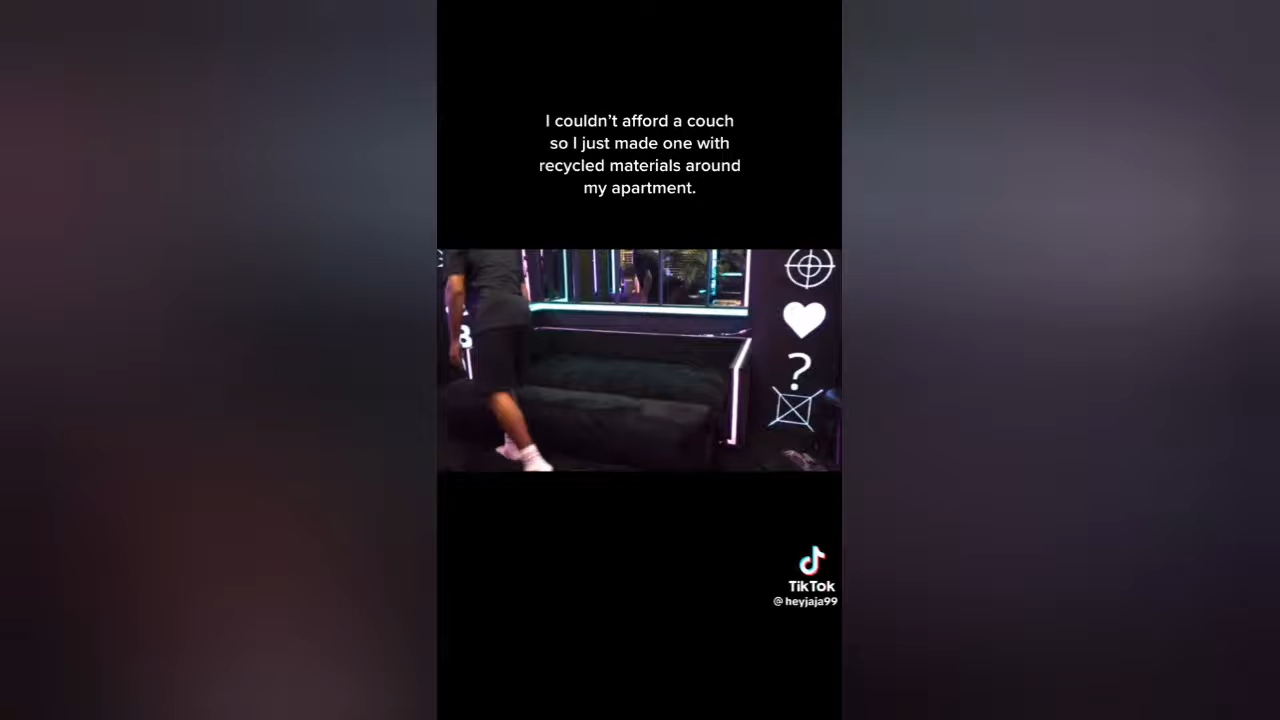 I couldn’t afford a couch
so I just made one with
recycled materials around
my apartment.
?
TikTok
@heyjaja99